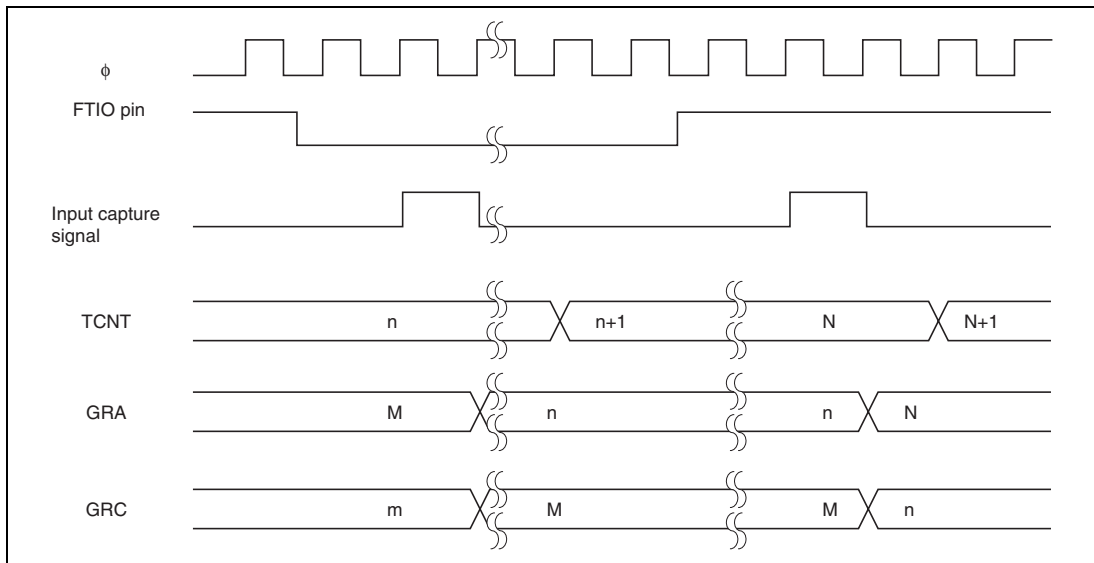 φ
FTIO pin
Input capture
signal
TCNT n n+1 N N+1
GRA M n n N
GRC m M M n